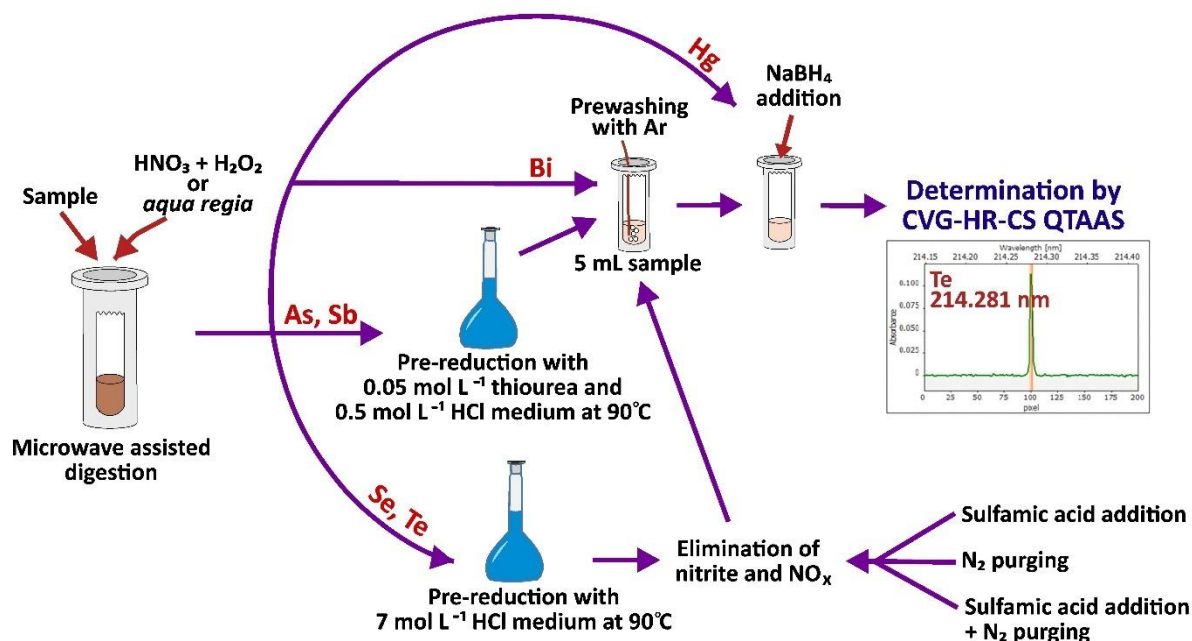 Hg
NaBH₄
addition
Prewashing
with Ar
HNO₃ + H₂O₂
or
aqua regia
Sample
Bi
5 mL sample
Determination by
CVG-HR-CS QTAAS
Wavelength [nm]
214.15 214.20 214.25 214.30 214.35 214.40
Te
214.281 nm
Absorbance
0.100
0.075
0.050
0.025
0
0 25 50 75 100 125 150 175 200
pixel
As, Sb
Pre-reduction with
0.05 mol L⁻¹ thiourea and
0.5 mol L⁻¹ HCl medium at 90°C
Microwave assisted
digestion
Se, Te
Pre-reduction with
7 mol L⁻¹ HCl medium at 90°C
Elimination of
nitrite and NOₓ
Sulfamic acid addition
N₂ purging
Sulfamic acid addition
+ N₂ purging